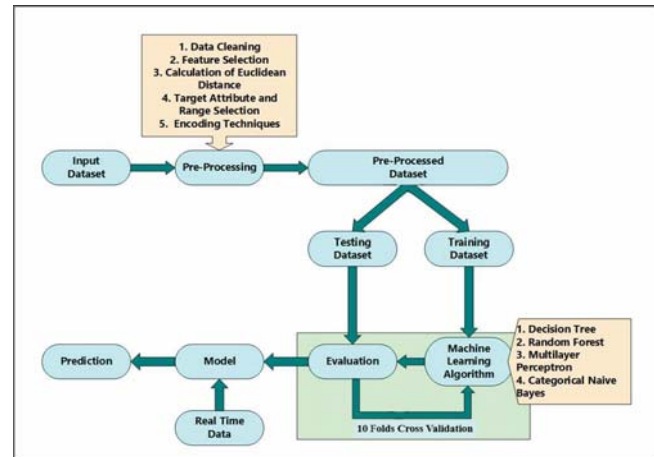 1. Data Cleaning
2. Feature Selection
3. Calculation of Euclidean
Distance
4. Target Attribute and
Range Selection
5. Encoding Techniques
Input
Dataset
Pre-Processing
Pre-Processed
Dataset
Testing
Dataset
Training
Dataset
Prediction
Model
Evaluation
Machine
Learning
Algorithm
1. Decision Tree
2. Random Forest
3. Multilayer
Perceptron
4. Categorical Naive
Bayes
Real Time
Data
10 Folds Cross Validation